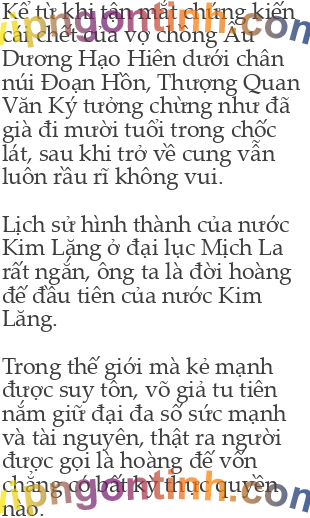 Kể từ khi tận mắt chứng kiến
cái chết của vợ chồng Âu
Dương Hạo Hiên dưới chân
núi Đoạn Hồn, Thượng Quan
Văn Ký tưởng chừng như đã
già đi mười tuổi trong chốc
lát, sau khi trở về cung vẫn
luôn rầu rĩ không vui.
Lịch sử hình thành của nước
Kim Lăng ở đại lục Mịch La
rất ngắn, ông ta là đời hoàng
đế đầu tiên của nước Kim
Lăng.
Trong thế giới mà kẻ mạnh
được suy tôn, võ giả tu tiên
nắm giữ đại đa số sức mạnh
và tài nguyên, thật ra người
được gọi là hoàng đế vốn
chẳng có bất kỳ thực quyền
nào.
vipngontinh.com
vipngontinh.com